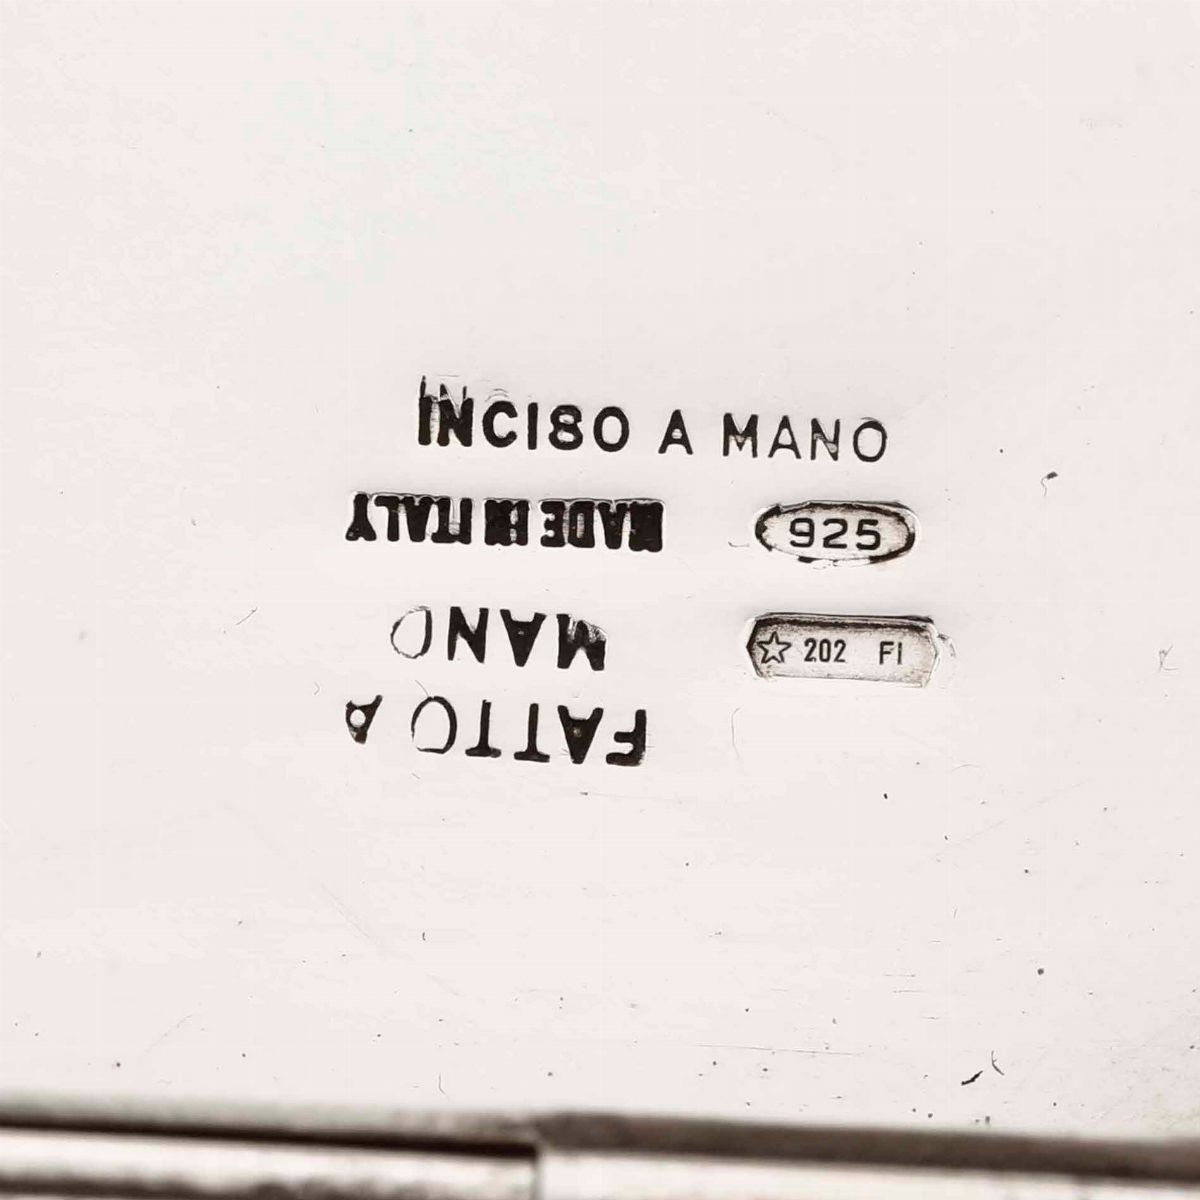 INCISO A MANO
MADE IN ITALY
925
FATTO A
MANO
☆ 202 FI